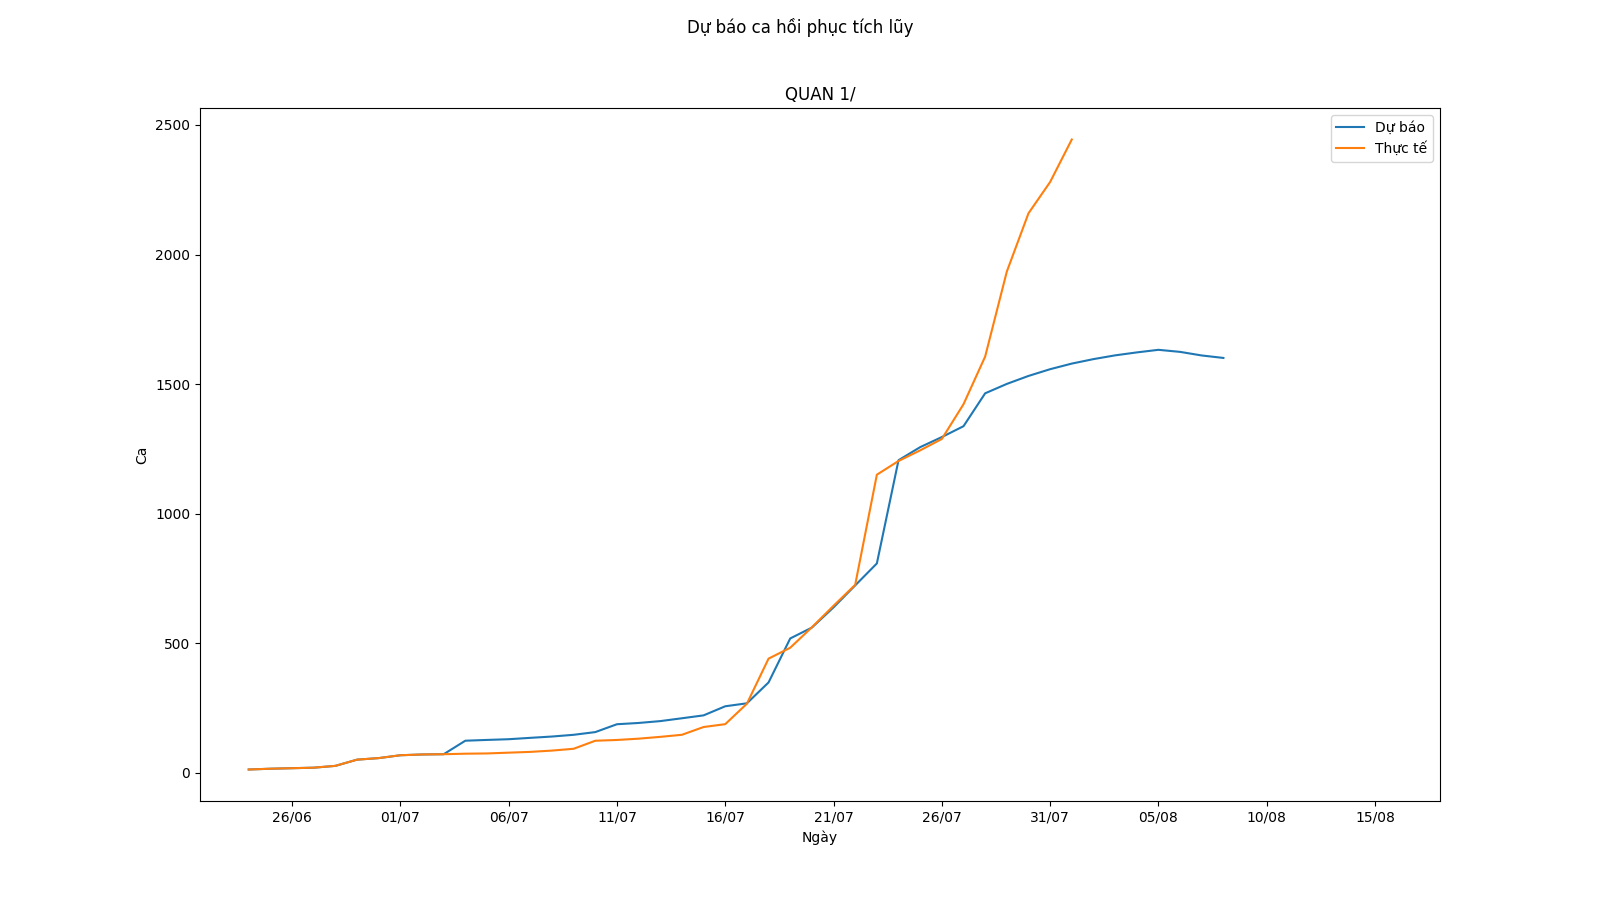 Dự báo ca hồi phục tích lũy
QUAN 1/
Dự báo
Thực tế
2500
2000
1500
1000
500
0
Ca
26/06 01/07 06/07 11/07 16/07 21/07 26/07 31/07 05/08 10/08 15/08
Ngày